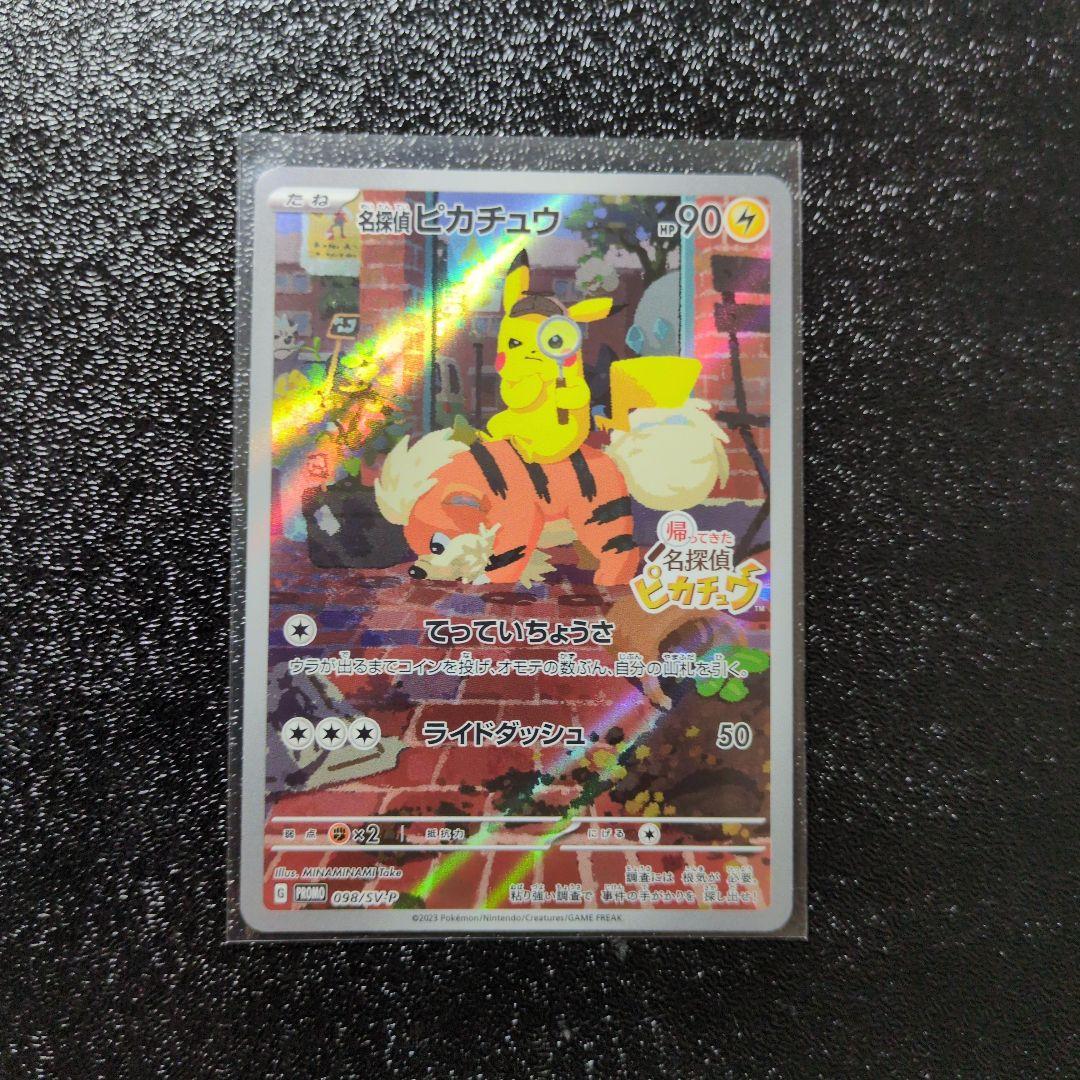 たね
名探偵ピカチュウ
HP90
帰ってきた
名探偵
ピカチュウ
TM
てっていちょうさ
ウラが出るまでコインを投げ、オモテの数ぶん、自分の山札を引く。
ライドダッシュ 50
弱点 ×2 抵抗力 にげる
Illus. MINAMINAMI Take
G PROMO 098/SV-P
調査には 根気が 必要
粘り強い調査で 事件の手がかりを 探し出せ!
©2023 Pokémon/Nintendo/Creatures/GAME FREAK.